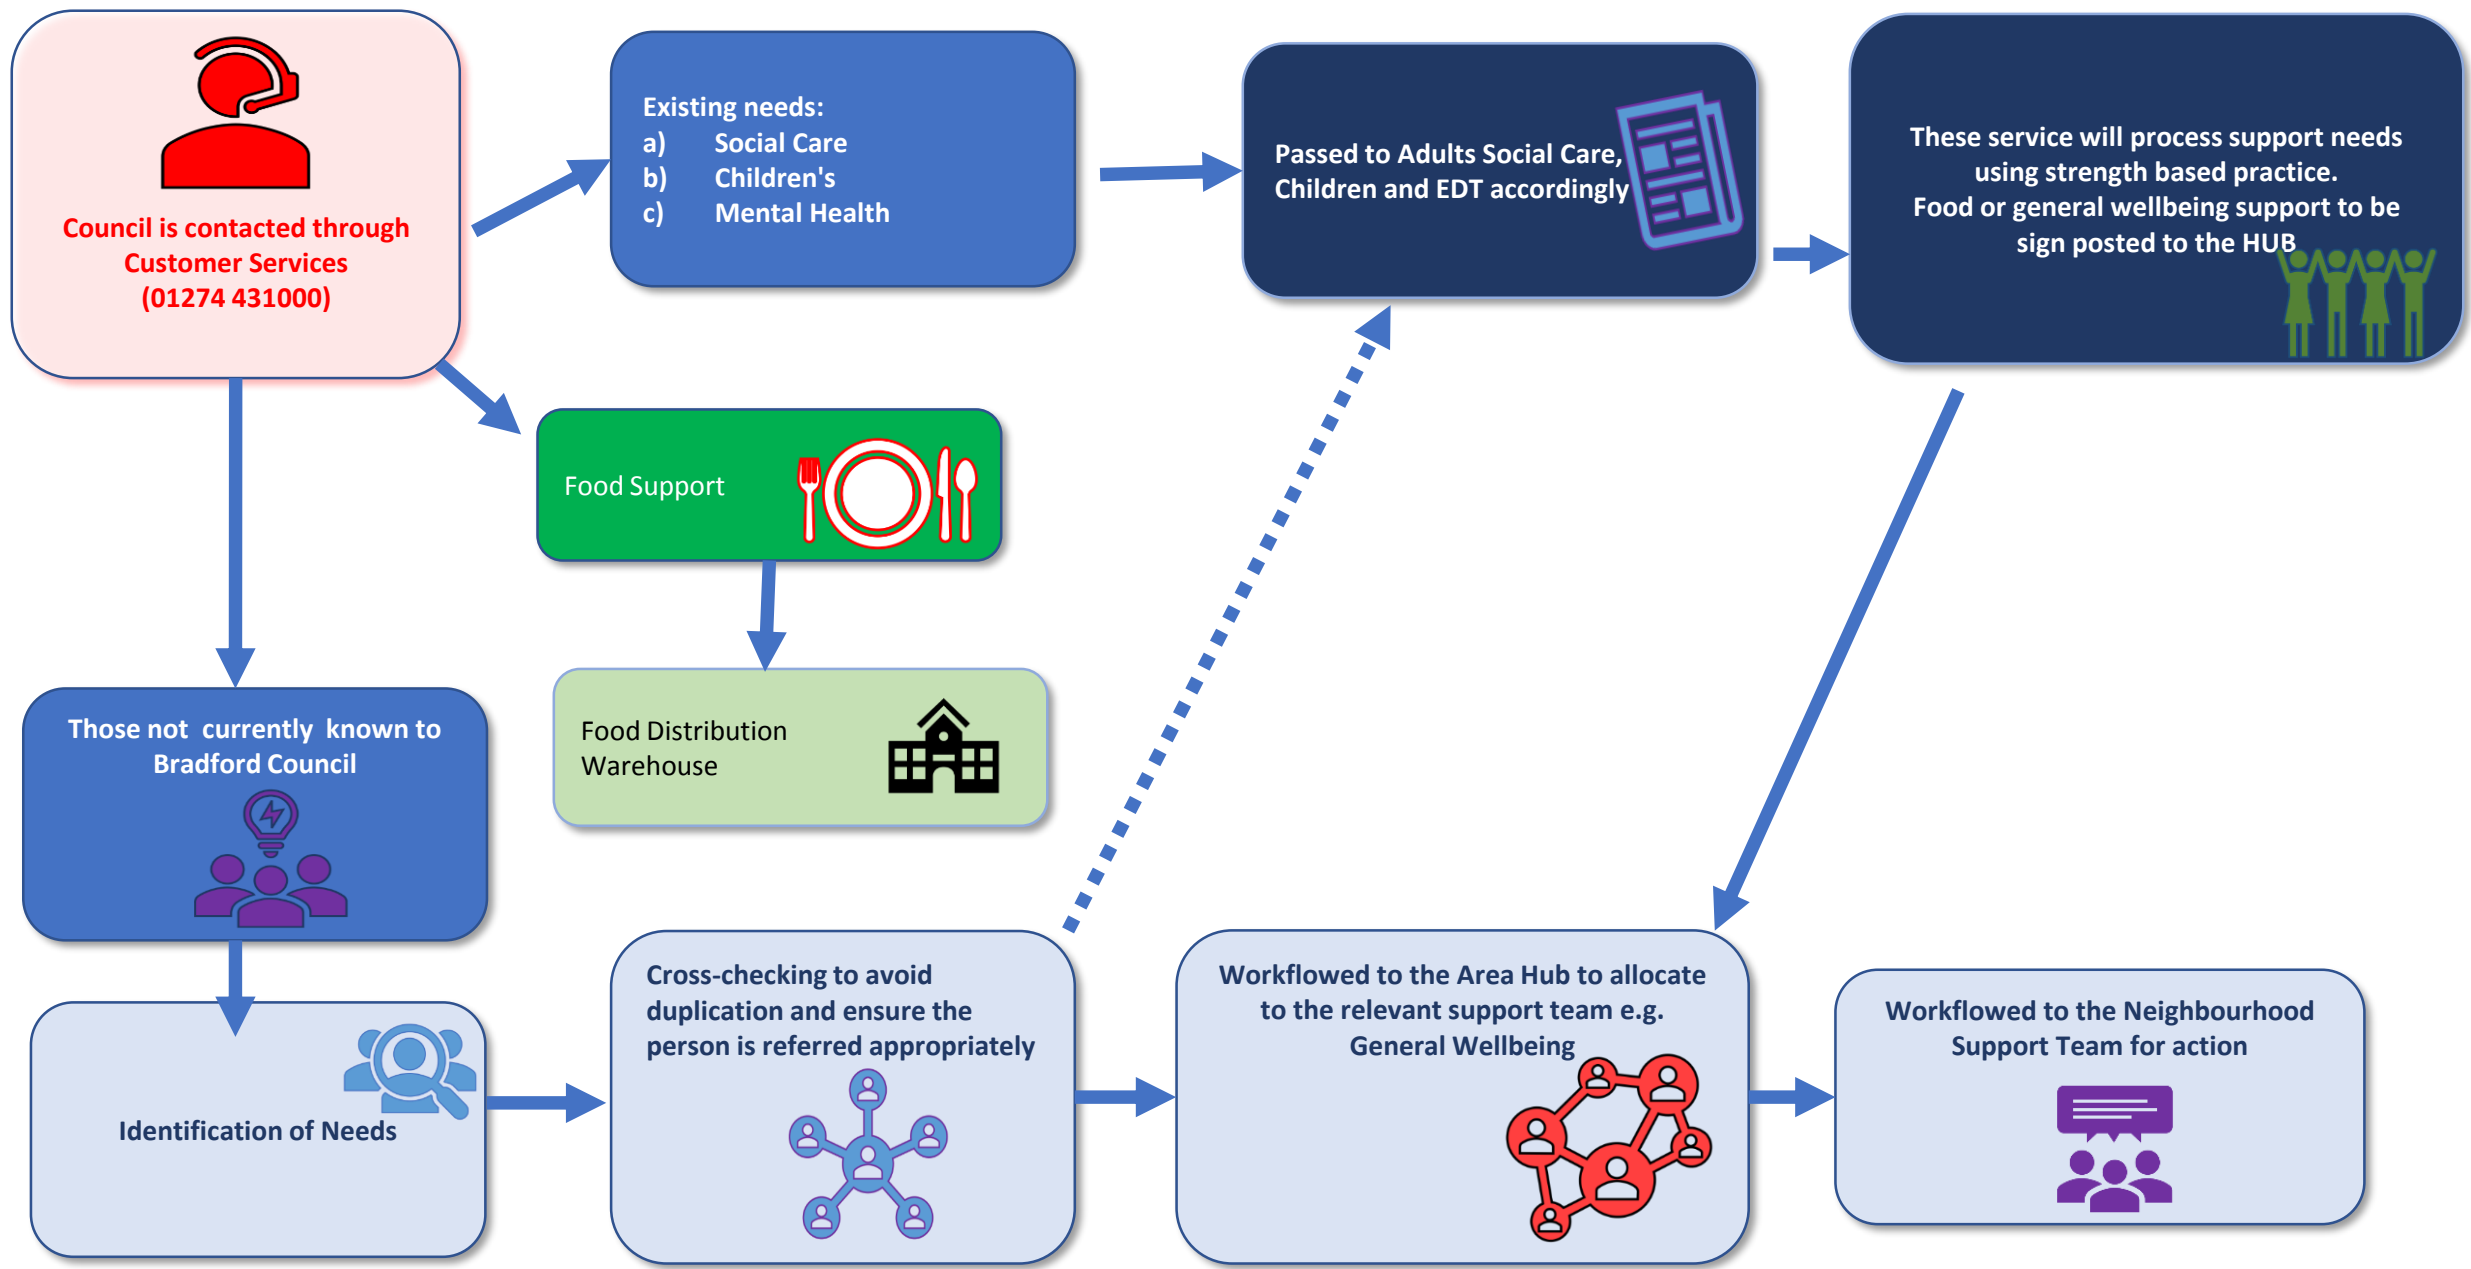 Council is contacted through
Customer Services
(01274 431000)
Existing needs:
a) Social Care
b) Children's
c) Mental Health
Passed to Adults Social Care,
Children and EDT accordingly
These service will process support needs
using strength based practice.
Food or general wellbeing support to be
sign posted to the HUB
Food Support
Food Distribution
Warehouse
Those not currently known to
Bradford Council
Identification of Needs
Cross-checking to avoid
duplication and ensure the
person is referred appropriately
Workflowed to the Area Hub to allocate
to the relevant support team e.g.
General Wellbeing
Workflowed to the Neighbourhood
Support Team for action